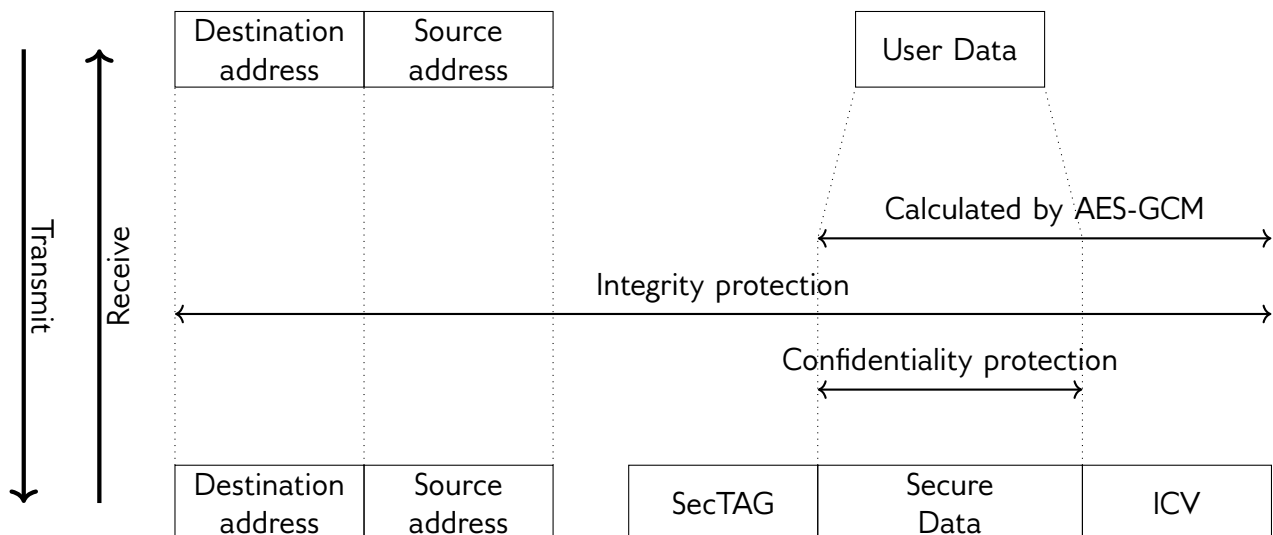 Destination
address
Source
address
User Data
Transmit
Receive
Calculated by AES-GCM
Integrity protection
Confidentiality protection
Destination
address
Source
address
SecTAG
Secure
Data
ICV